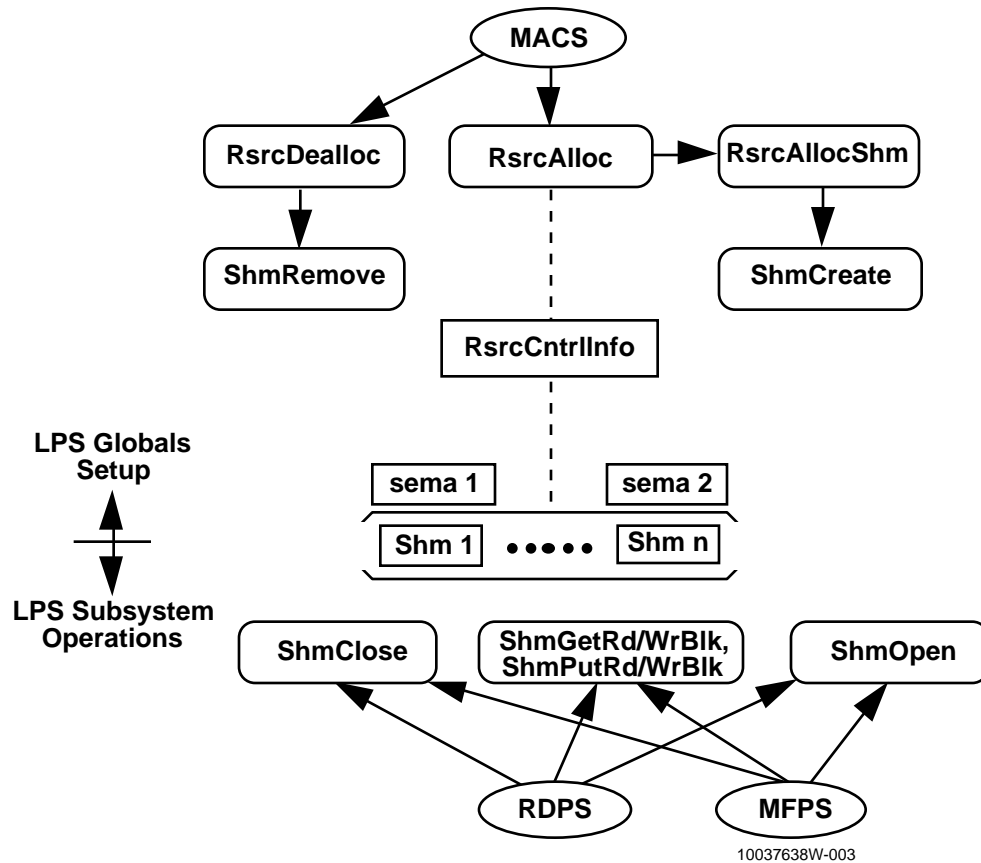 MACS
RsrcDealloc
RsrcAlloc
RsrcAllocShm
ShmRemove
ShmCreate
RsrcCntrlInfo
LPS Globals
Setup
sema 1
sema 2
Shm 1
Shm n
LPS Subsystem
Operations
ShmClose
ShmGetRd/WrBlk,
ShmPutRd/WrBlk
ShmOpen
RDPS
MFPS
10037638W-003